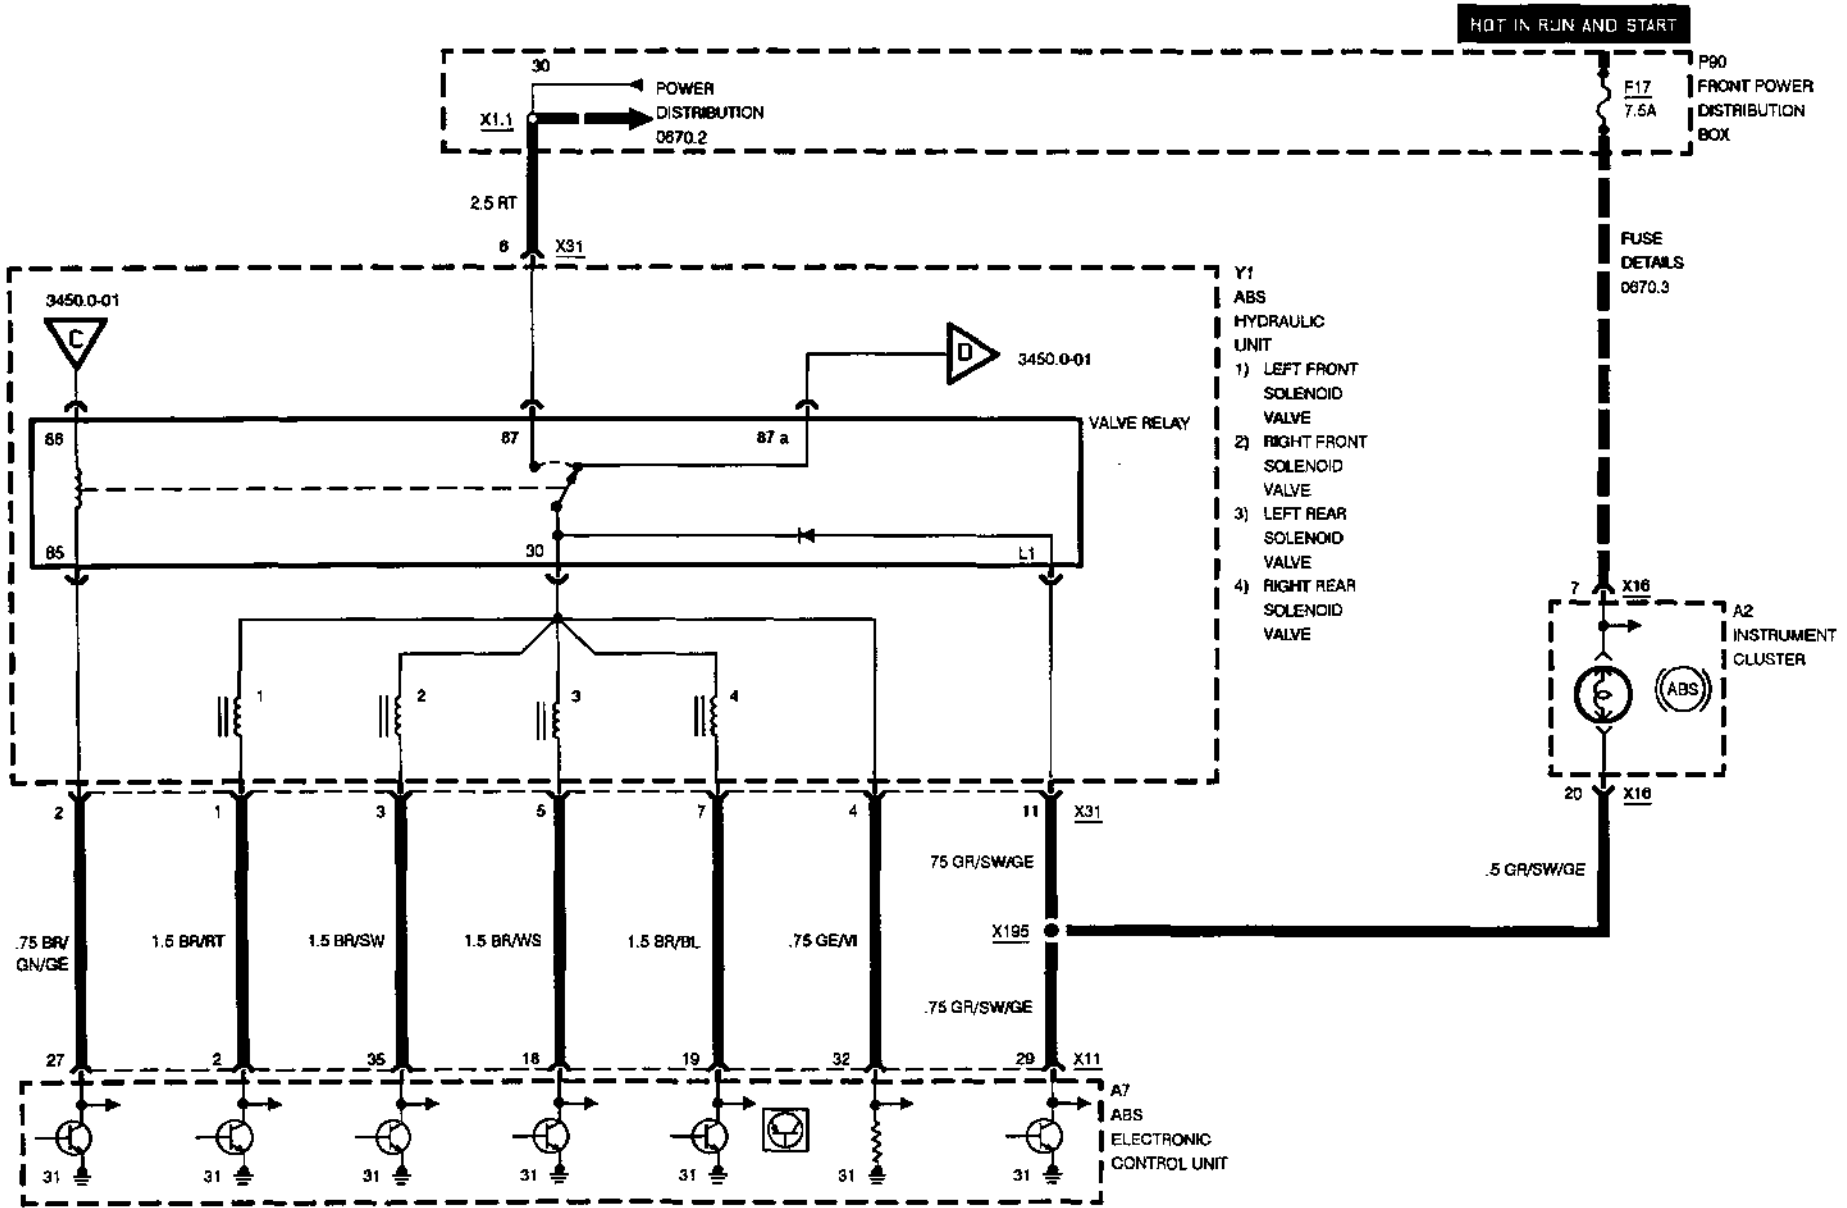 HOT IN RUN AND START
P90
FRONT POWER
DISTRIBUTION
BOX
30
POWER
DISTRIBUTION
0670.2
X1.1
F17
7.5A
2.5 RT
6
X31
FUSE
DETAILS
0670.3
Y1
ABS
HYDRAULIC
UNIT
1) LEFT FRONT
SOLENOID
VALVE
2) RIGHT FRONT
SOLENOID
VALVE
3) LEFT REAR
SOLENOID
VALVE
4) RIGHT REAR
SOLENOID
VALVE
3450.0-01
C
D
3450.0-01
VALVE RELAY
86
87
87 a
85
30
L1
7
X16
A2
INSTRUMENT
CLUSTER
ABS
20
X16
1
2
3
4
2
1
3
5
7
4
11
X31
.75 BR/
GN/GE
1.5 BR/RT
1.5 BR/SW
1.5 BR/WS
1.5 BR/BL
.75 GE/VI
75 GR/SW/GE
.5 GR/SW/GE
X195
.75 GR/SW/GE
27
2
35
18
19
32
29
X11
A7
ABS
ELECTRONIC
CONTROL UNIT
31
31
31
31
31
31
31